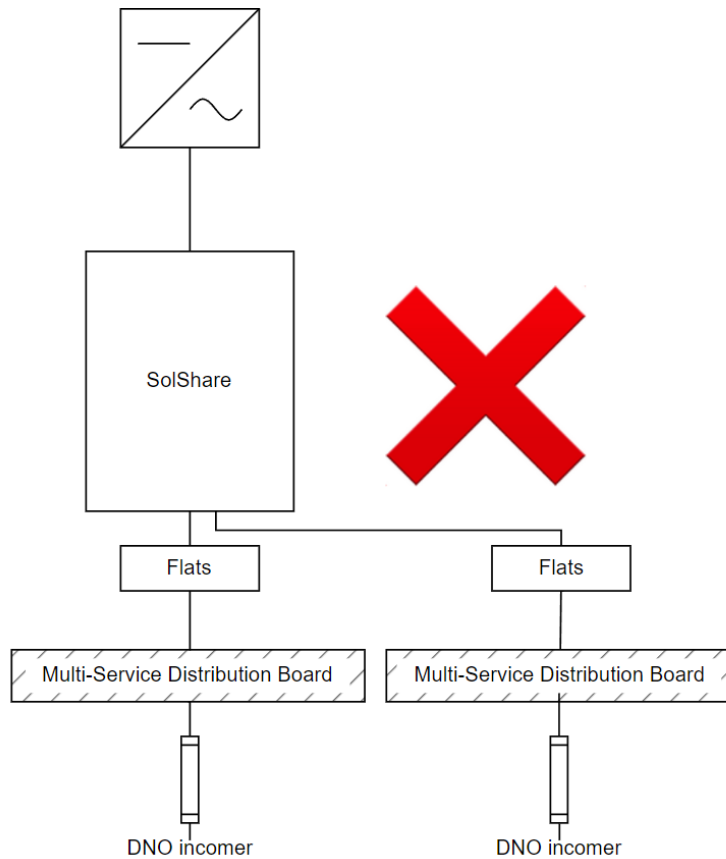 SolShare
Flats
Flats
Multi-Service Distribution Board
Multi-Service Distribution Board
DNO incomer
DNO incomer